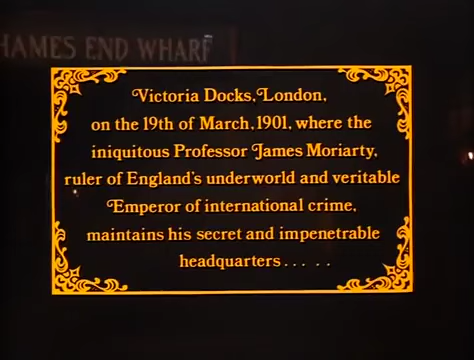 HAMES END WHARF
Victoria Docks, London,
on the 19th of March, 1901, where the
iniquitous Professor James Moriarty,
ruler of England's underworld and veritable
Emperor of international crime,
maintains his secret and impenetrable
headquarters.....